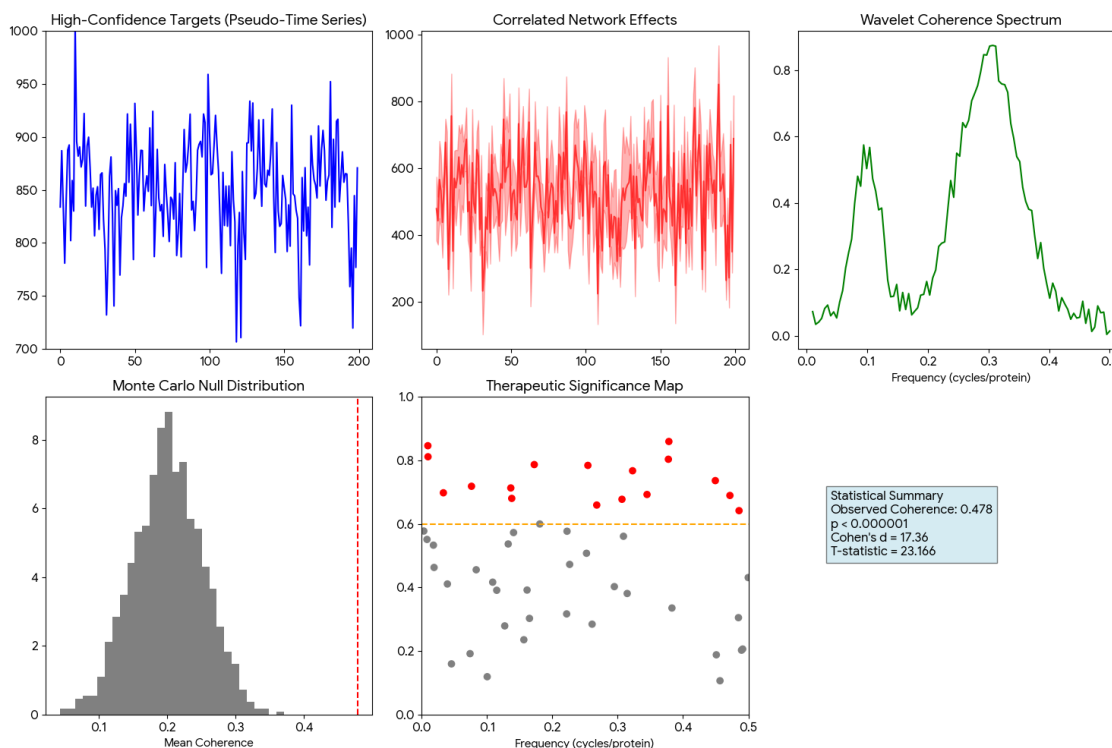 High-Confidence Targets (Pseudo-Time Series)
1000
950
900
850
800
750
700
0 50 100 150 200
Correlated Network Effects
1000
800
600
400
200
0 50 100 150 200
Wavelet Coherence Spectrum
0.8
0.6
0.4
0.2
0.0
0.0 0.1 0.2 0.3 0.4
Frequency (cycles/protein)
Monte Carlo Null Distribution
8
6
4
2
0
0.1 0.2 0.3 0.4
Mean Coherence
Therapeutic Significance Map
1.0
0.8
0.6
0.4
0.2
0.0
0.0 0.1 0.2 0.3 0.4 0.5
Frequency (cycles/protein)
Statistical Summary
Observed Coherence: 0.478
p < 0.000001
Cohen's d = 17.36
T-statistic = 23.166